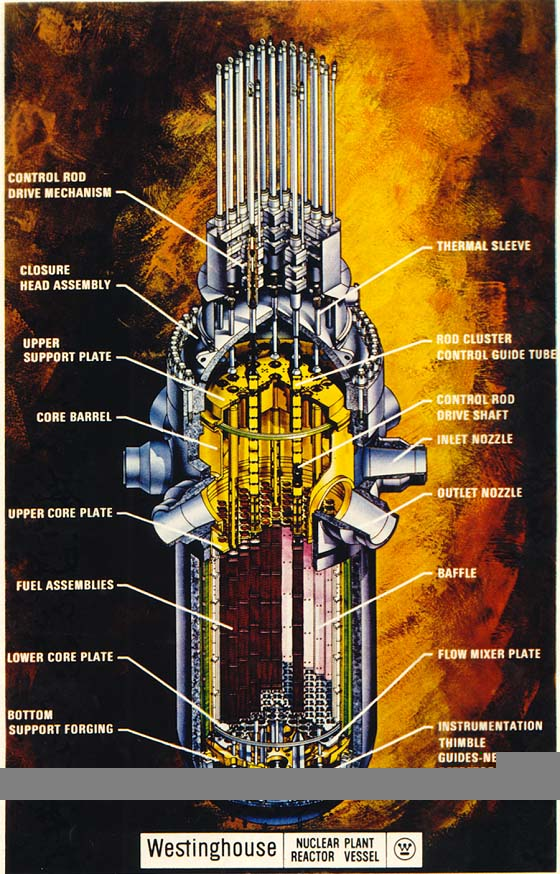 CONTROL ROD
DRIVE MECHANISM
CLOSURE
HEAD ASSEMBLY
UPPER
SUPPORT PLATE
CORE BARREL
UPPER CORE PLATE
FUEL ASSEMBLIES
LOWER CORE PLATE
BOTTOM
SUPPORT FORGING
THERMAL SLEEVE
ROD CLUSTER
CONTROL GUIDE TUBE
CONTROL ROD
DRIVE SHAFT
INLET NOZZLE
OUTLET NOZZLE
BAFFLE
FLOW MIXER PLATE
INSTRUMENTATION
THIMBLE
Westinghouse
NUCLEAR PLANT
REACTOR VESSEL
W